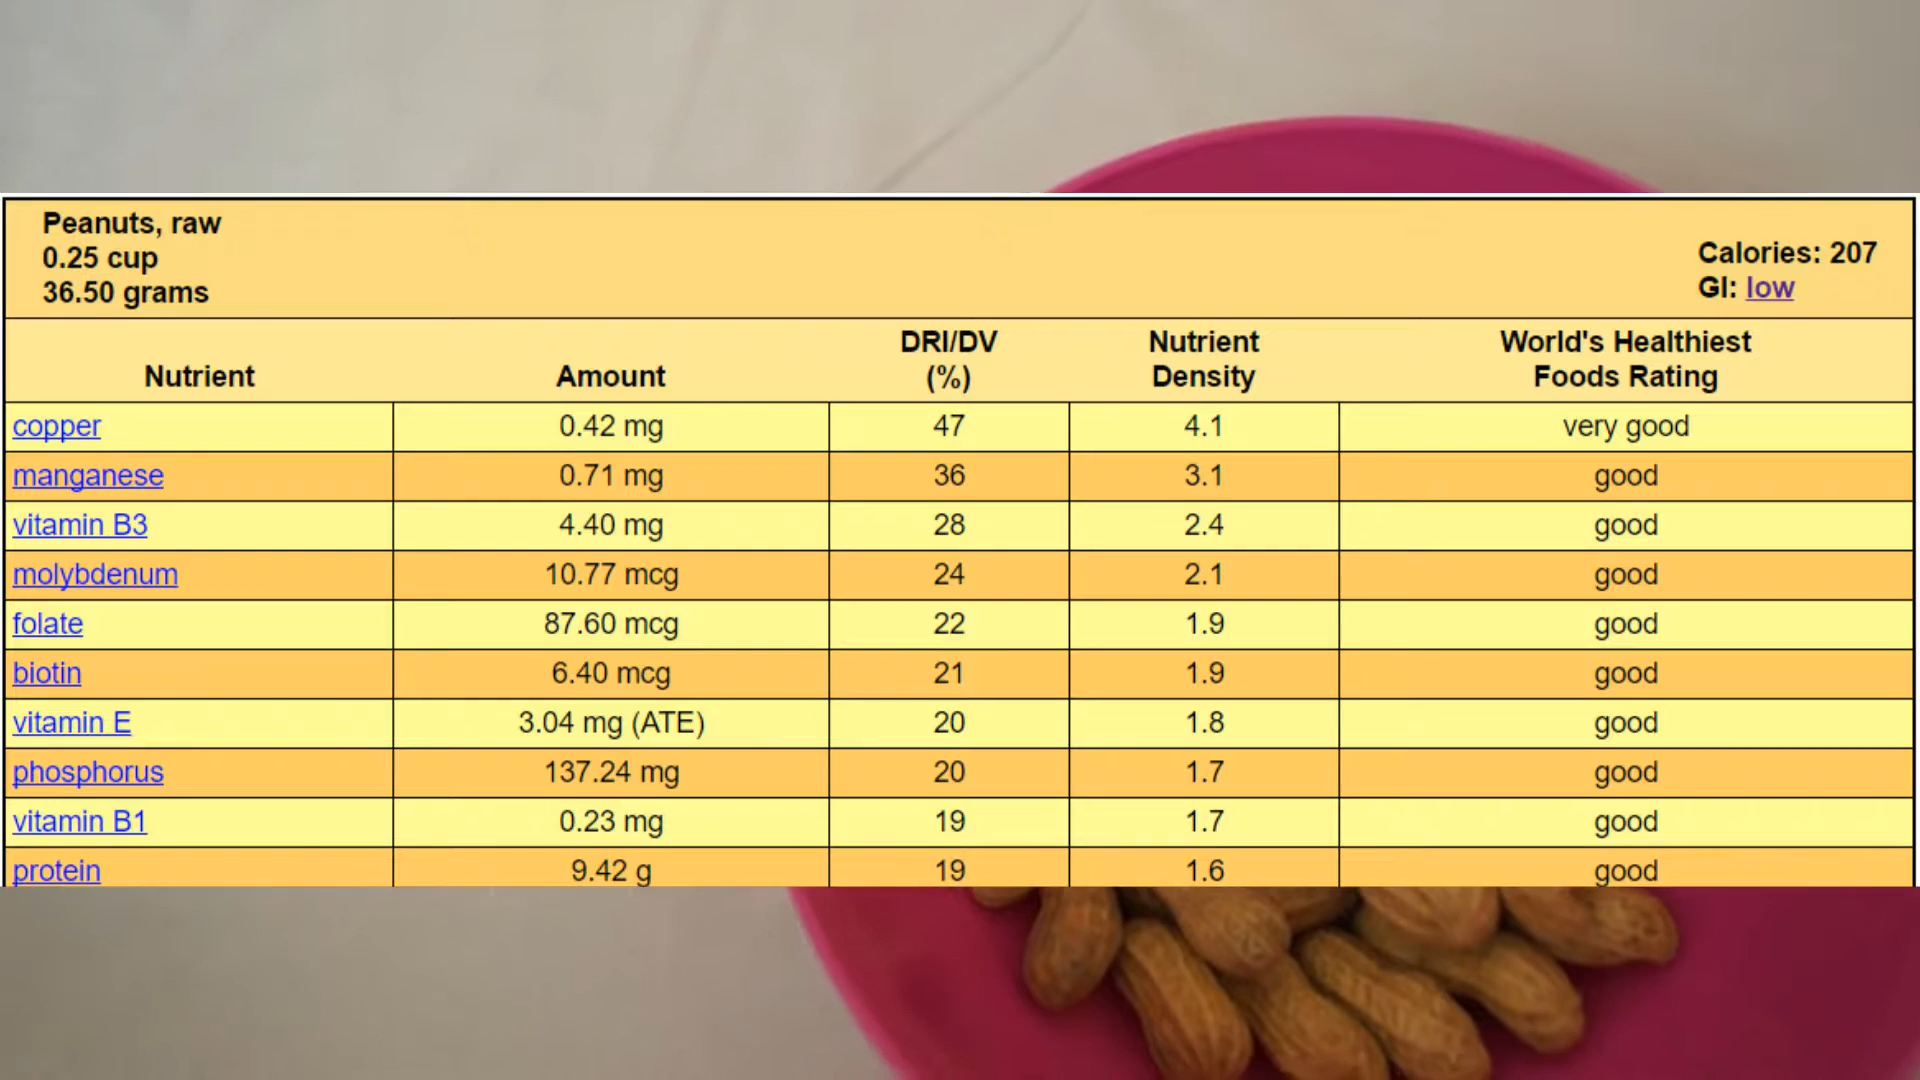 Peanuts, raw
0.25 cup
36.50 grams
Calories: 207
GI: low
Nutrient Amount DRI/DV (%) Nutrient Density World's Healthiest Foods Rating
copper 0.42 mg 47 4.1 very good
manganese 0.71 mg 36 3.1 good
vitamin B3 4.40 mg 28 2.4 good
molybdenum 10.77 mcg 24 2.1 good
folate 87.60 mcg 22 1.9 good
biotin 6.40 mcg 21 1.9 good
vitamin E 3.04 mg (ATE) 20 1.8 good
phosphorus 137.24 mg 20 1.7 good
vitamin B1 0.23 mg 19 1.7 good
protein 9.42 g 19 1.6 good